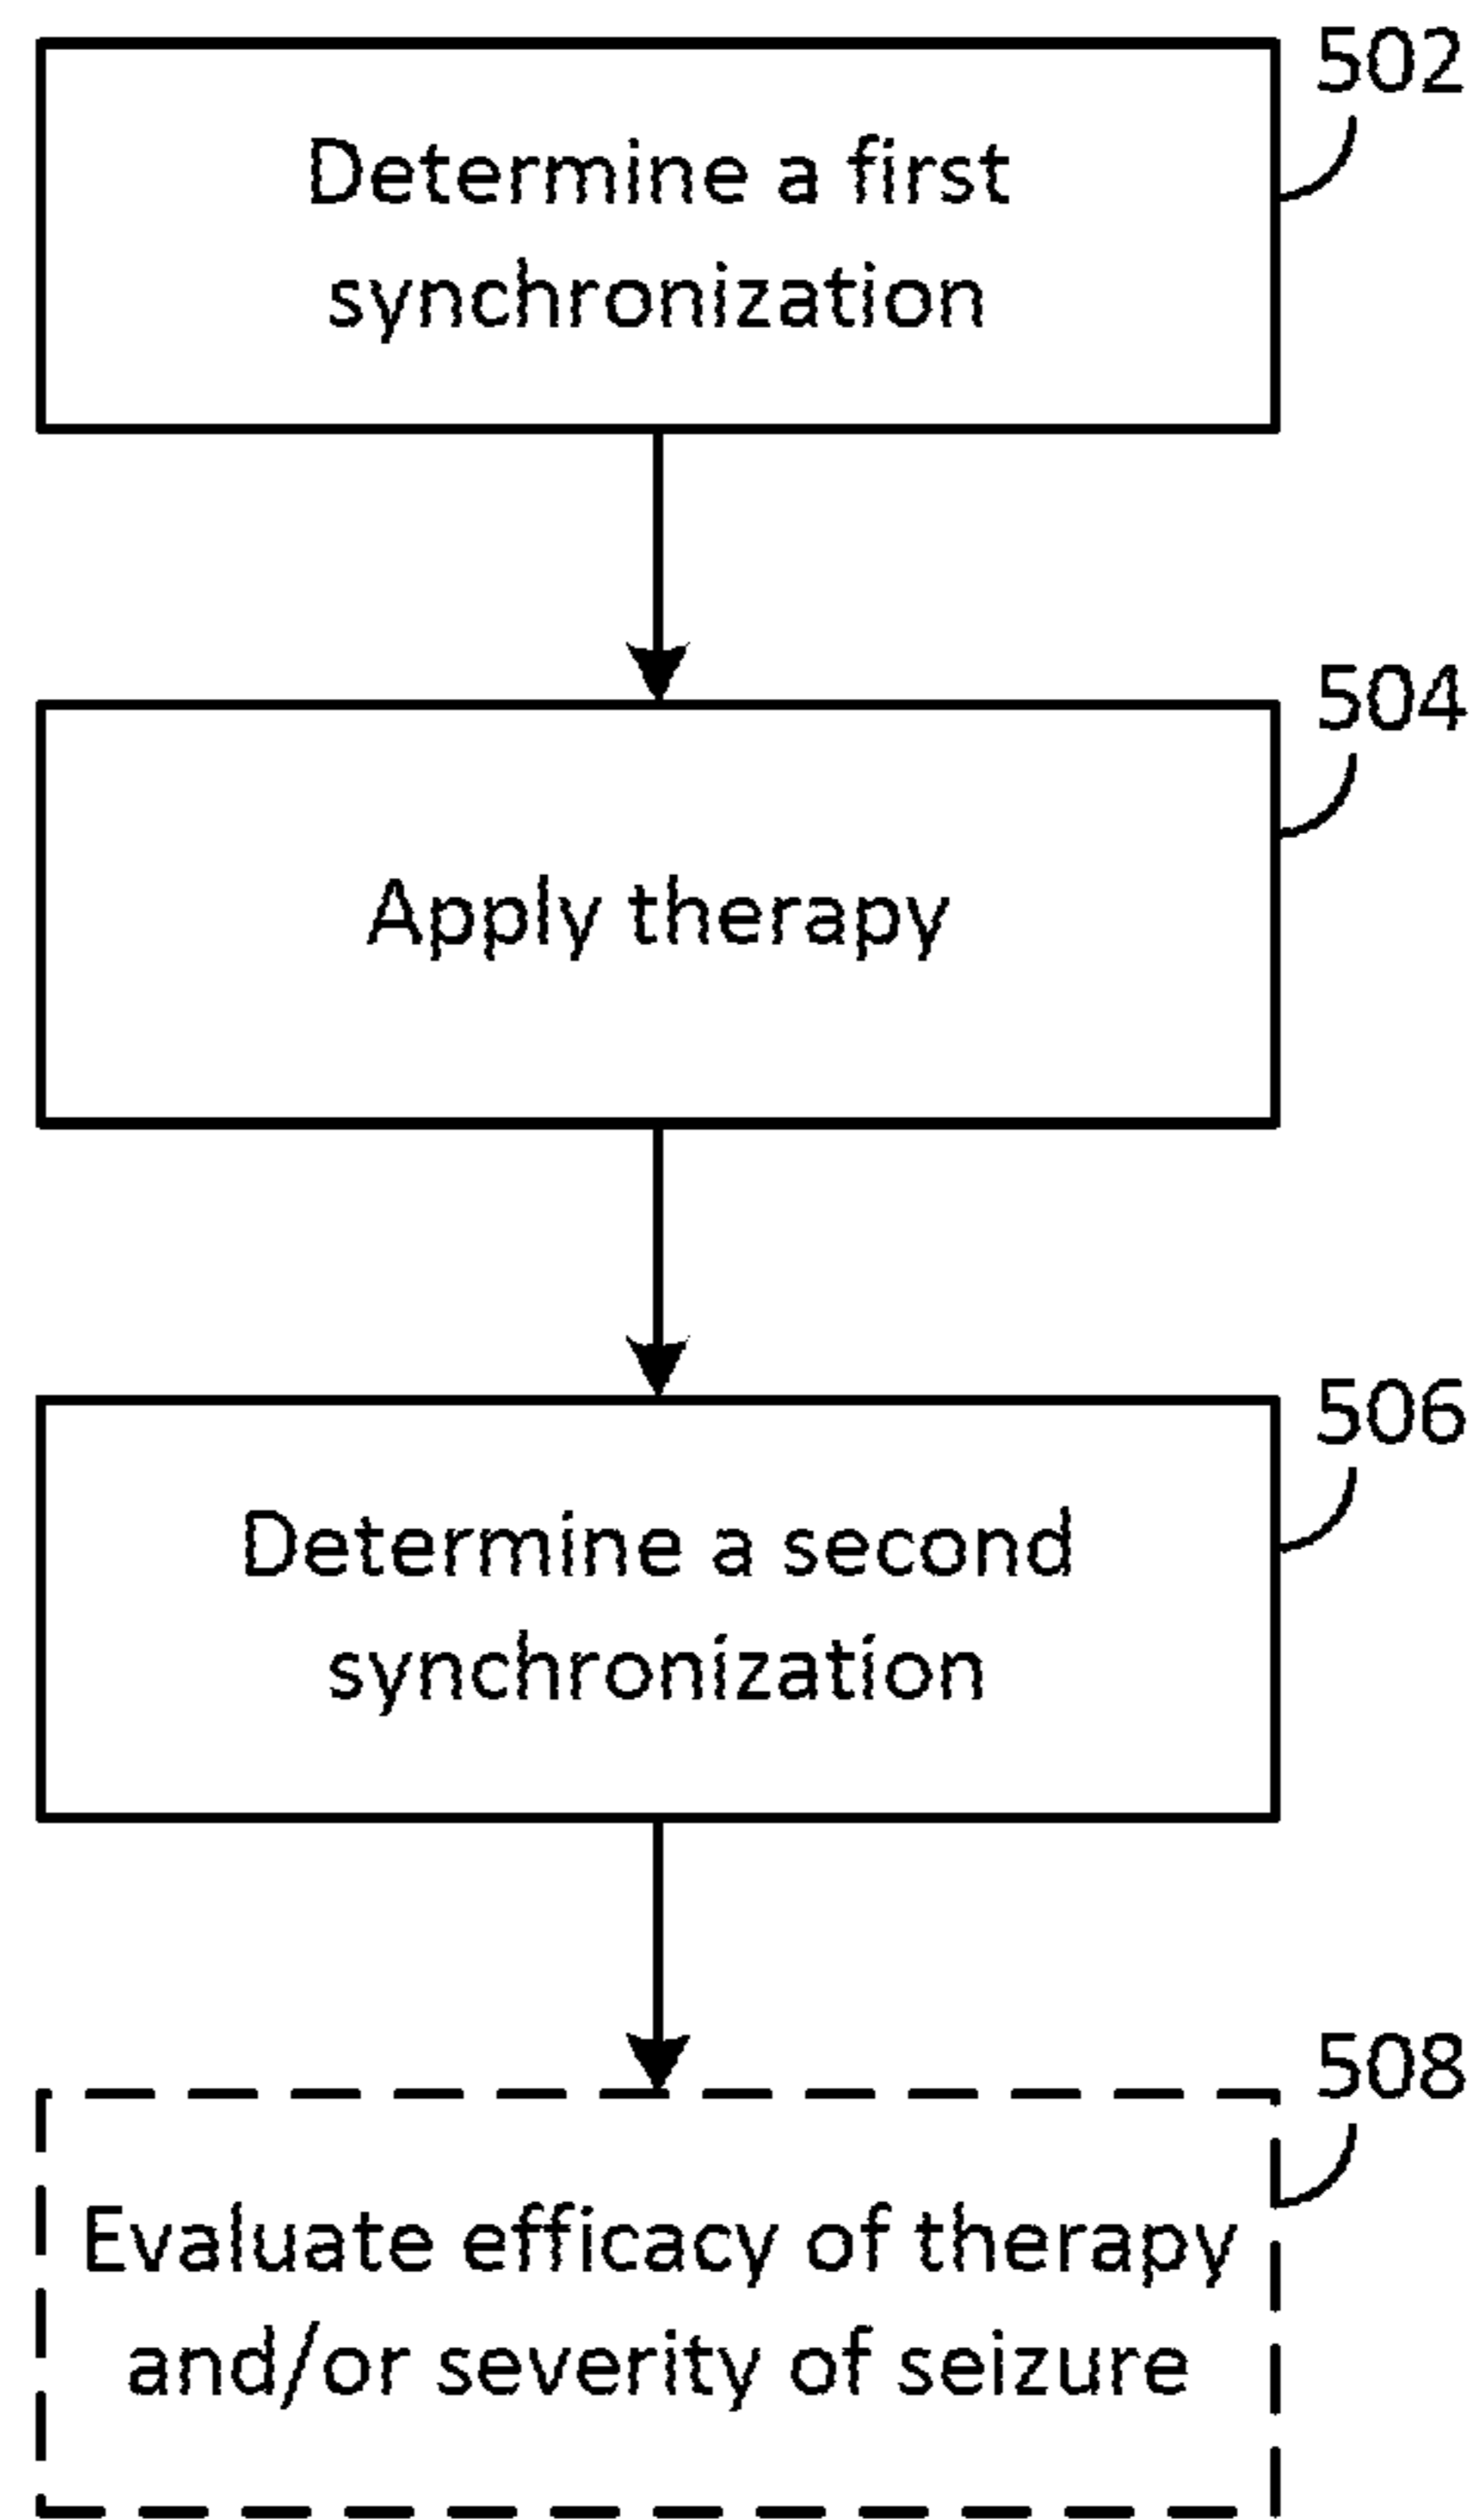 502
Determine a first
synchronization
504
Apply therapy
506
Determine a second
synchronization
508
Evaluate efficacy of therapy
and/or severity of seizure